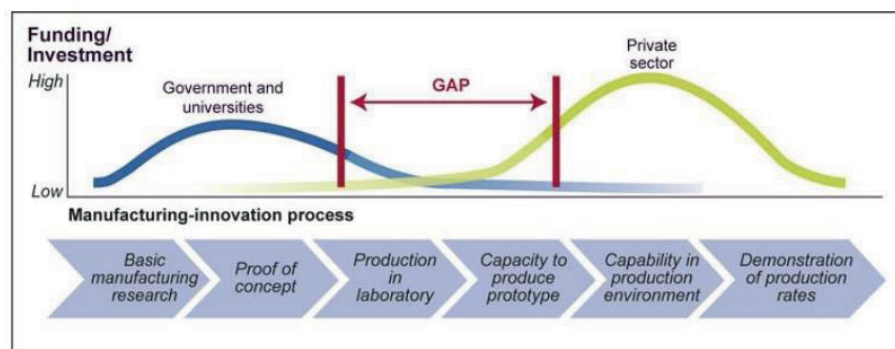 Funding/
Investment
High
Government and
universities
GAP
Private
sector
Low
Manufacturing-innovation process
Basic
manufacturing
research
Proof of
concept
Production
in
laboratory
Capacity to
produce
prototype
Capability in
production
environment
Demonstration
of production
rates